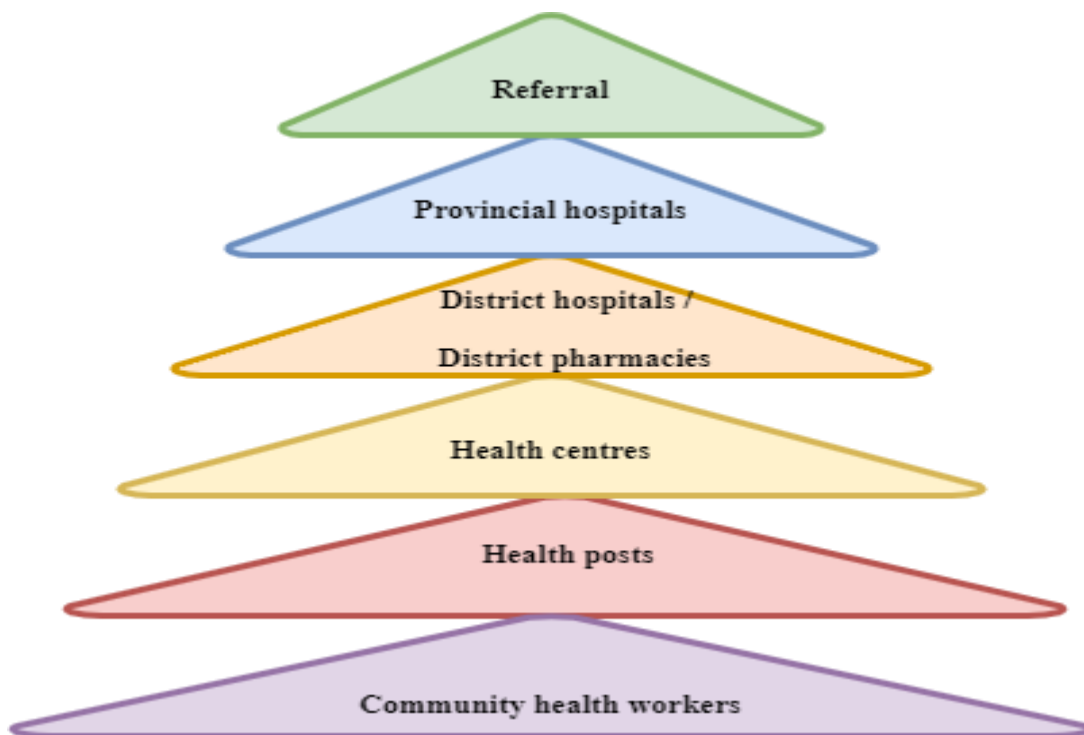 Referral
Provincial hospitals
District hospitals /
District pharmacies
Health centres
Health posts
Community health workers